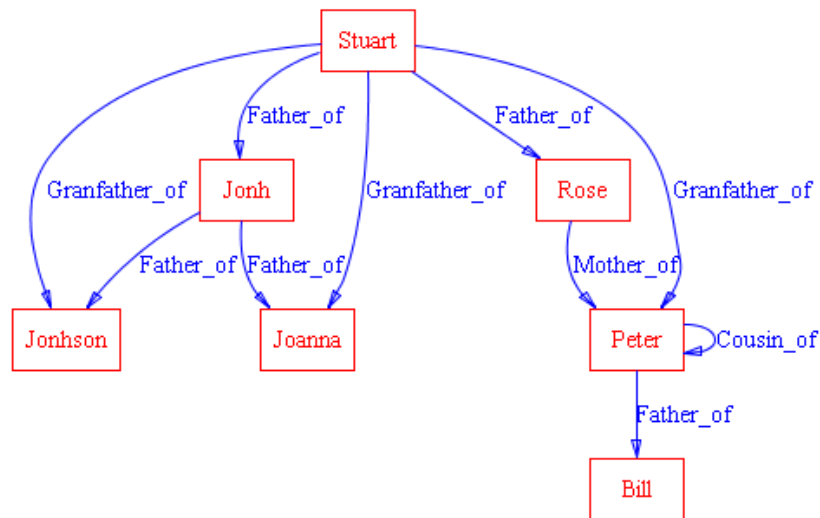 Stuart
Father_of
Father_of
Granfather_of
Jonh
Granfather_of
Rose
Granfather_of
Father_of
Father_of
Mother_of
Jonhson
Joanna
Peter
Cousin_of
Father_of
Bill